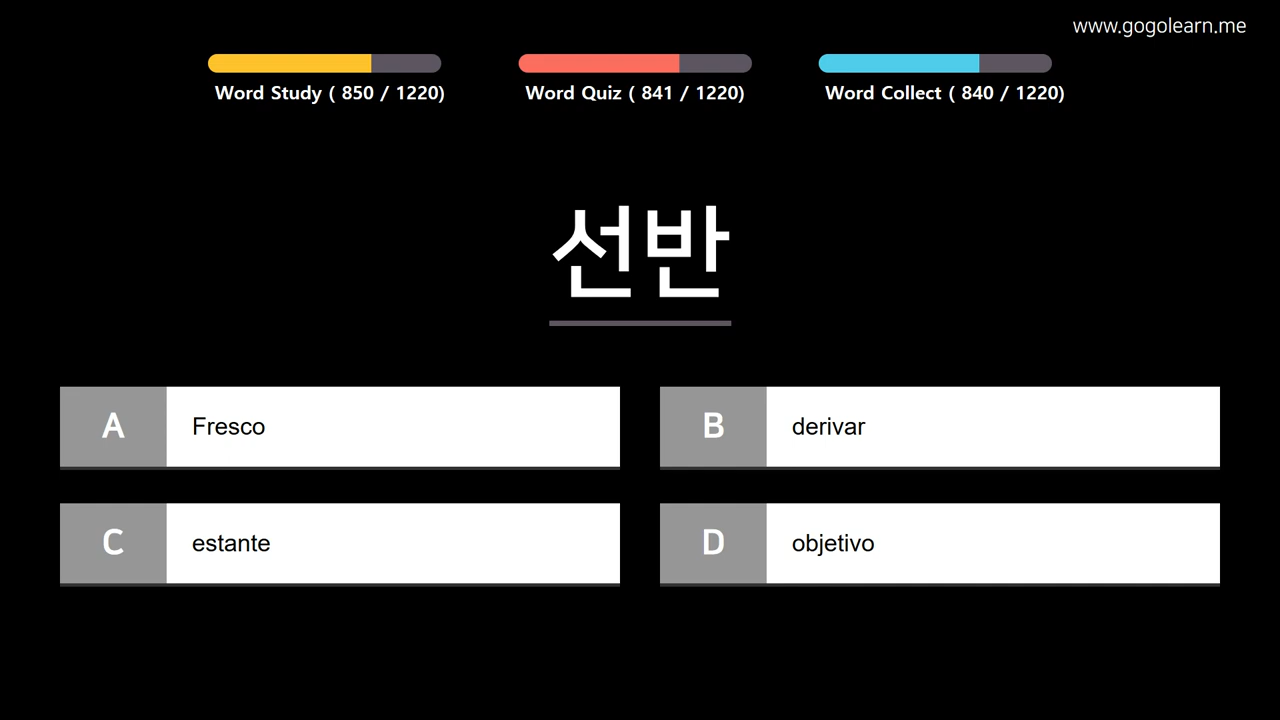 www.gogolearn.me
Word Study ( 850 / 1220)
Word Quiz ( 841 / 1220)
Word Collect ( 840 / 1220)
선반
A Fresco
B derivar
C estante
D objetivo